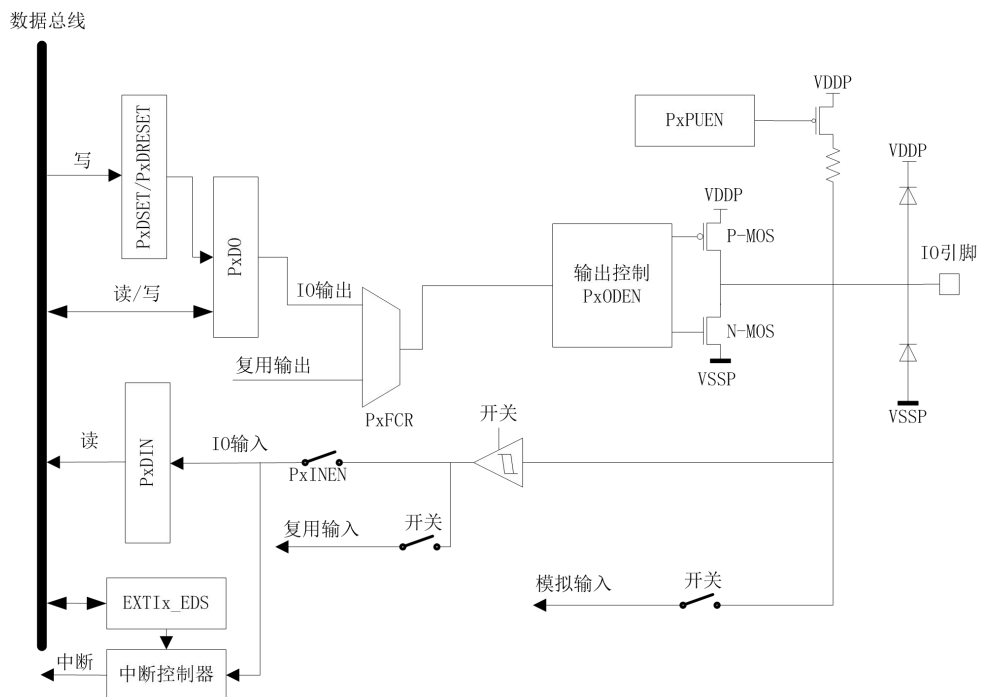 数据总线
写
PxDSET/PxDRESET
PxDO
读/写
IO输出
复用输出
PxFCR
PxPUEN
VDDP
VDDP
VDDP
P-MOS
输出控制
PxODEN
N-MOS
VSSP
IO引脚
VSSP
读
PxDIN
IO输入
PxINEN
开关
复用输入
开关
模拟输入
开关
EXTIx_EDS
中断
中断控制器